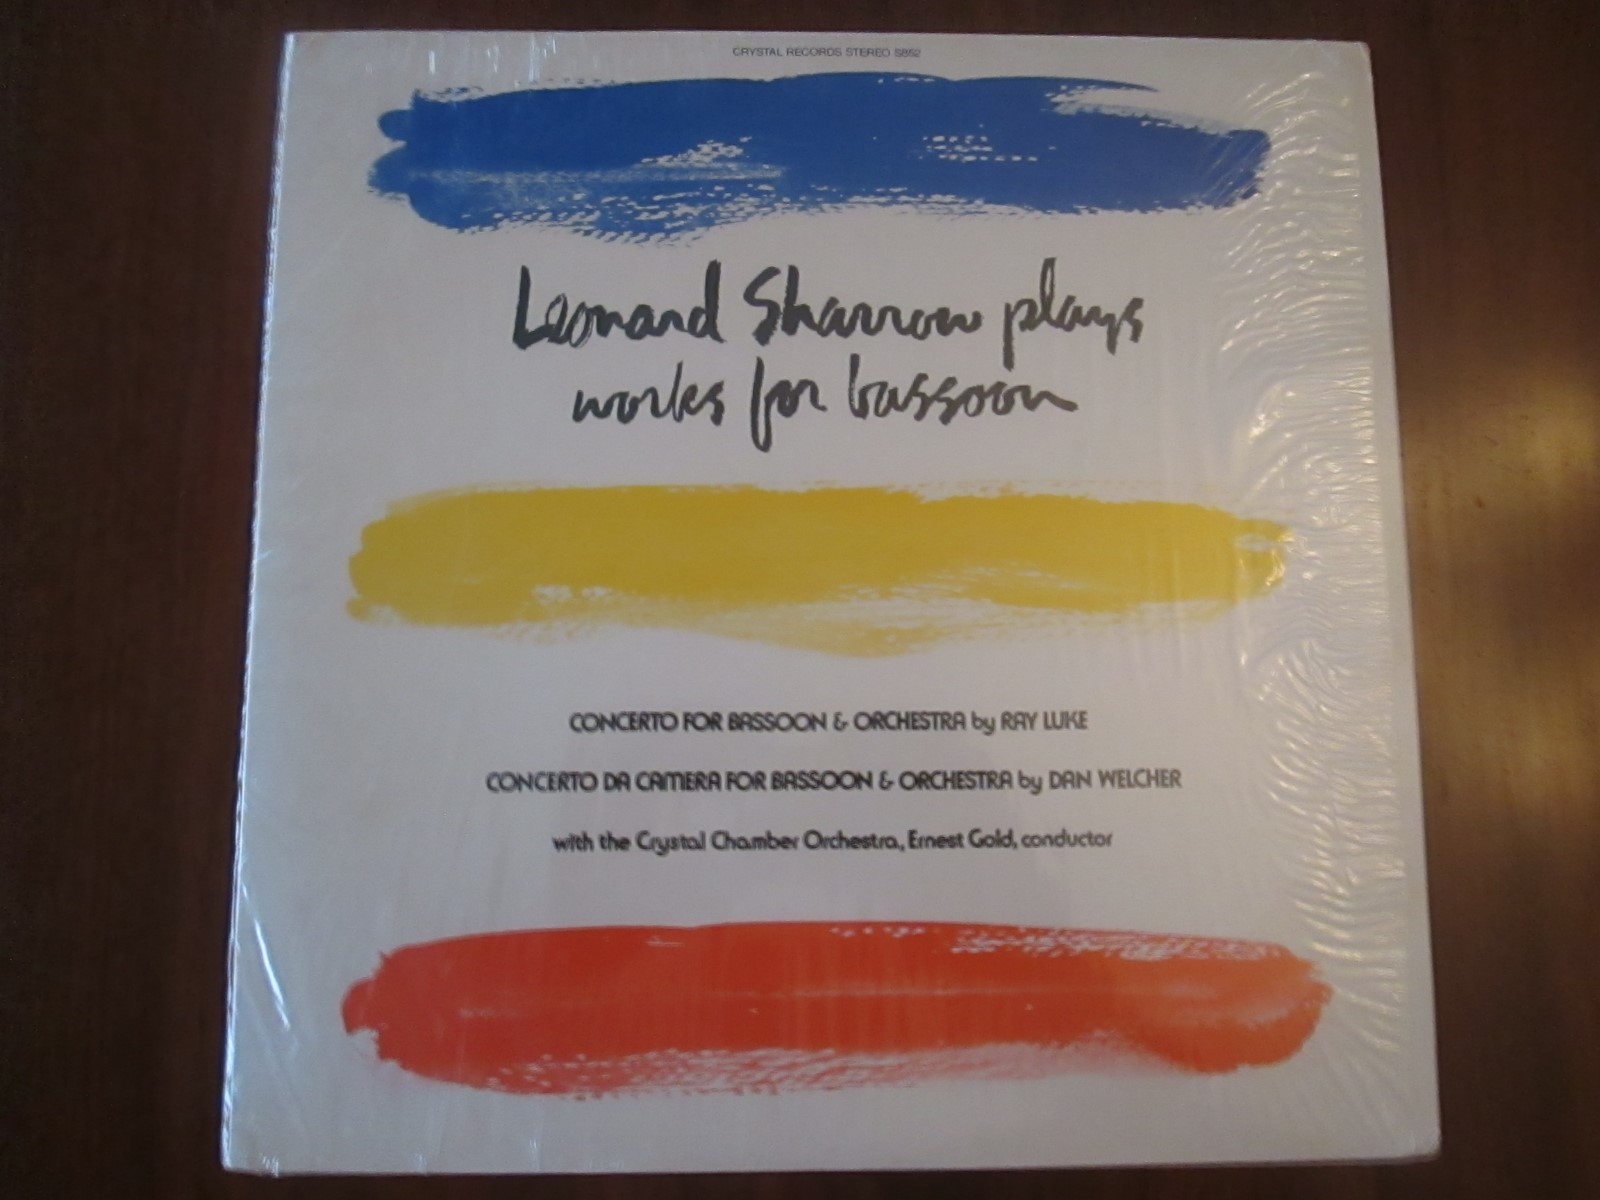 CRYSTAL RECORDS STEREO S852
Leonard Sharrow plays
works for bassoon
CONCERTO FOR BASSOON & ORCHESTRA by RAY LUKE
CONCERTO DA CAMERA FOR BASSOON & ORCHESTRA by DAN WELCHER
with the Crystal Chamber Orchestra, Ernest Gold, conductor